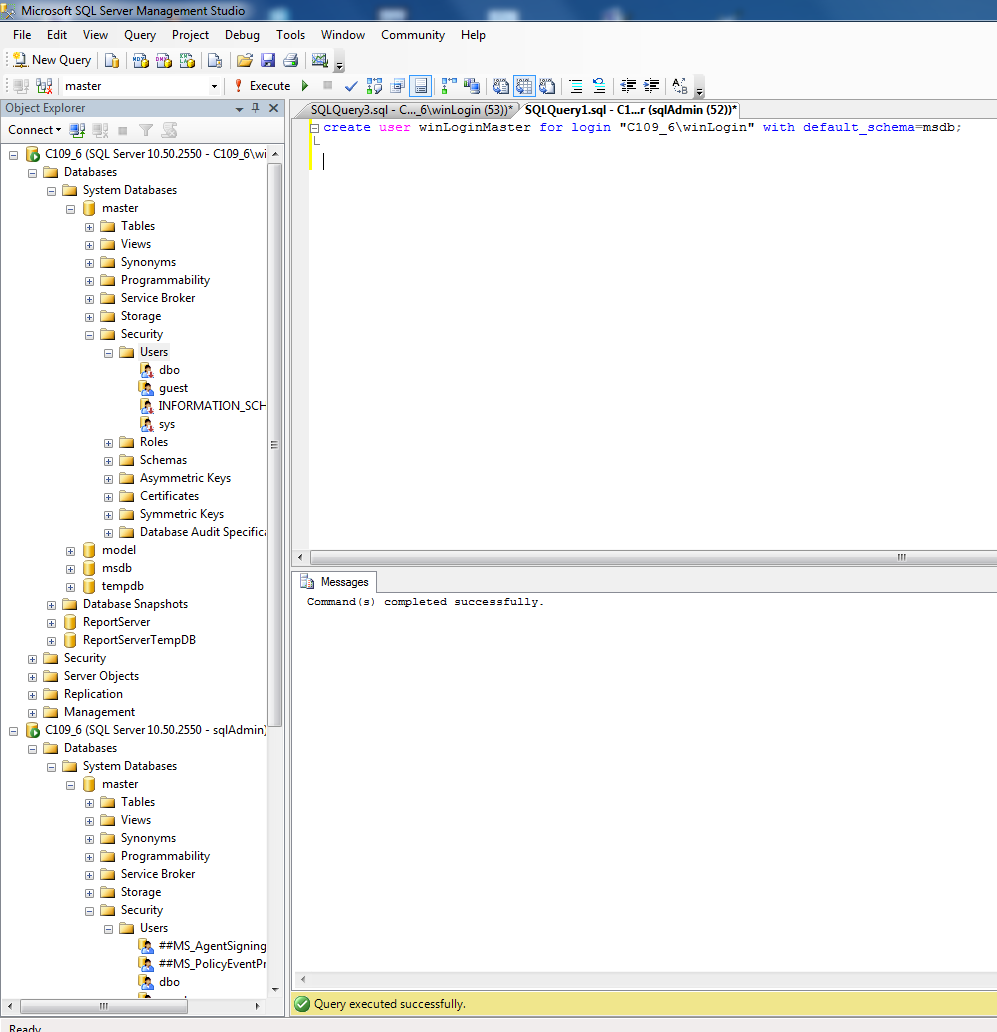 Microsoft SQL Server Management Studio
File Edit View Query Project Debug Tools Window Community Help
New Query
master Execute
Object Explorer
Connect
C109_6 (SQL Server 10.50.2550 - C109_6\wi
Databases
System Databases
master
Tables
Views
Synonyms
Programmability
Service Broker
Storage
Security
Users
dbo
guest
INFORMATION_SCH
sys
Roles
Schemas
Asymmetric Keys
Certificates
Symmetric Keys
Database Audit Specifica
model
msdb
tempdb
Database Snapshots
ReportServer
ReportServerTempDB
Security
Server Objects
Replication
Management
C109_6 (SQL Server 10.50.2550 - sqlAdmin)
Databases
System Databases
master
Tables
Views
Synonyms
Programmability
Service Broker
Storage
Security
Users
##MS_AgentSigning
##MS_PolicyEventPr
dbo
SQLQuery3.sql - C..._6\winLogin (53))* SQLQuery1.sql - C1...r (sqlAdmin (52))*
create user winLoginMaster for login "C109_6\winLogin" with default_schema=msdb;
Messages
Command(s) completed successfully.
Query executed successfully.
Ready